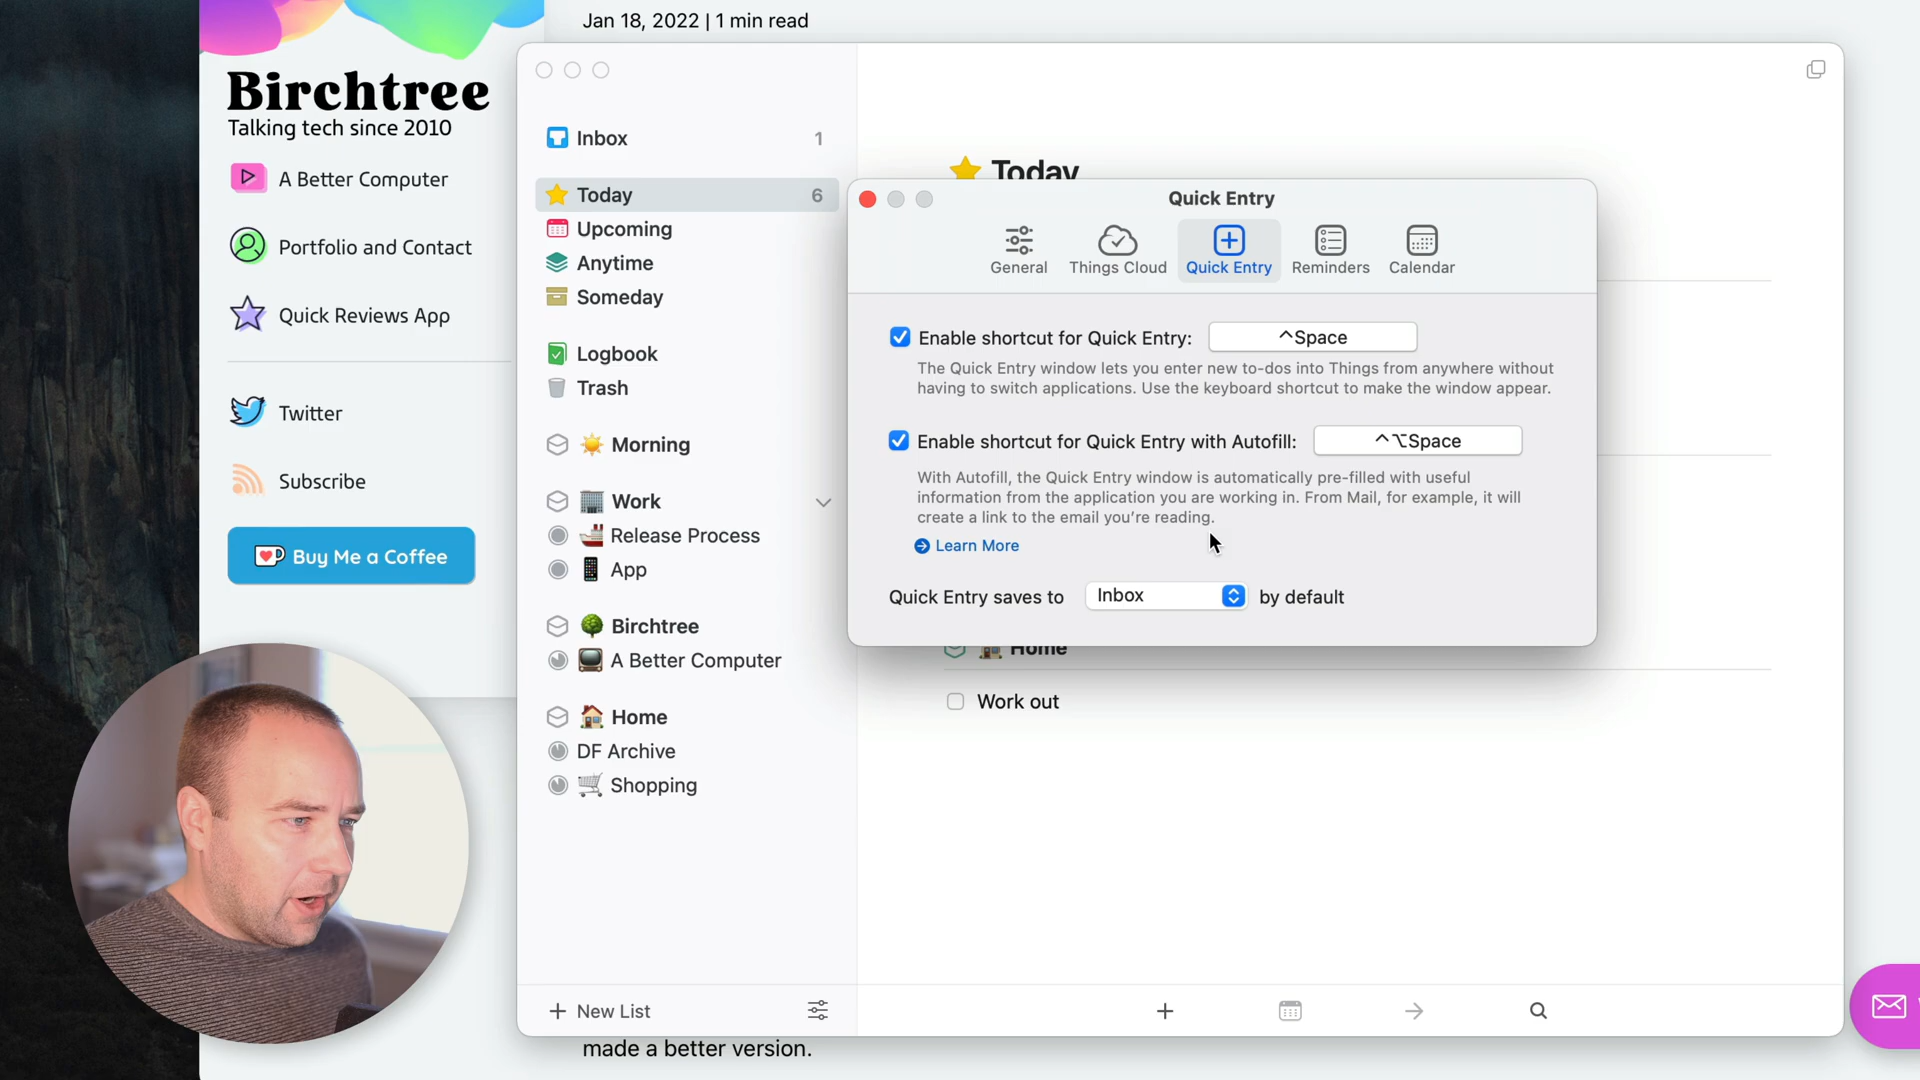 Jan 18, 2022 | 1 min read
Birchtree
Talking tech since 2010
A Better Computer
Portfolio and Contact
Quick Reviews App
Twitter
Subscribe
Buy Me a Coffee
Inbox 1
Today 6
Upcoming
Anytime
Someday
Logbook
Trash
Morning
Work
Release Process
App
Birchtree
A Better Computer
Home
DF Archive
Shopping
New List
Today
Quick Entry
General
Things Cloud
Quick Entry
Reminders
Calendar
Enable shortcut for Quick Entry: ^Space
The Quick Entry window lets you enter new to-dos into Things from anywhere without
having to switch applications. Use the keyboard shortcut to make the window appear.
Enable shortcut for Quick Entry with Autofill: ^⌥Space
With Autofill, the Quick Entry window is automatically pre-filled with useful
information from the application you are working in. From Mail, for example, it will
create a link to the email you're reading.
Learn More
Quick Entry saves to Inbox by default
Home
Work out
made a better version.